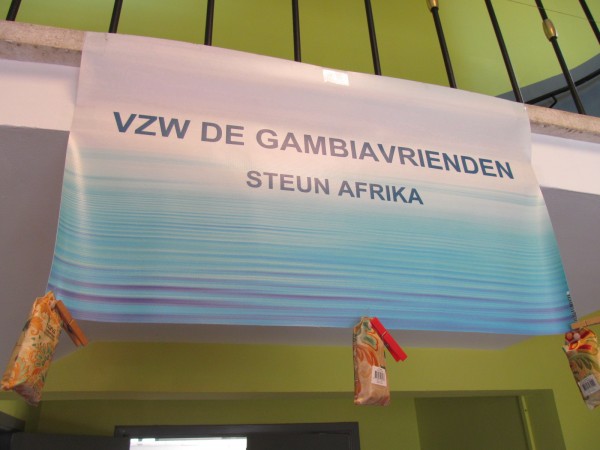 VZW DE GAMBIAVRIENDEN
STEUN AFRIKA